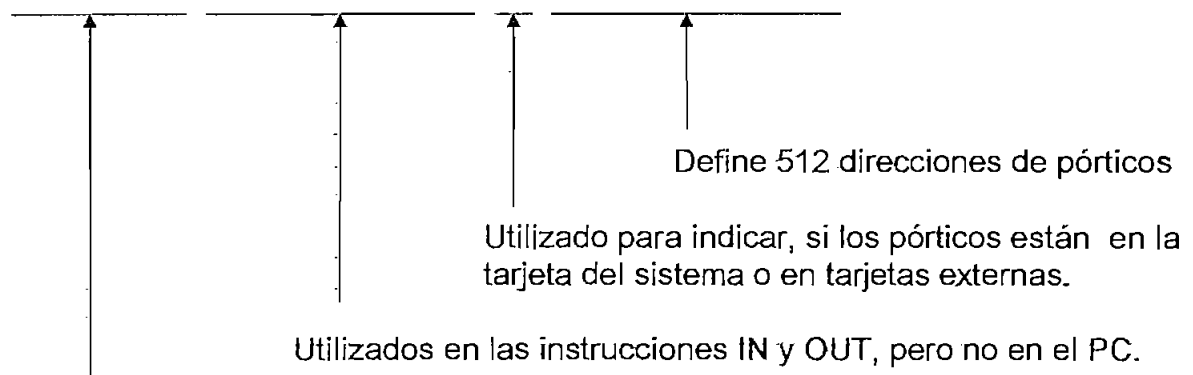 Define 512 direcciones de pórticos
Utilizado para indicar, si los pórticos están en la
tarjeta del sistema o en tarjetas externas.
Utilizados en las instrucciones IN y OUT, pero no en el PC.